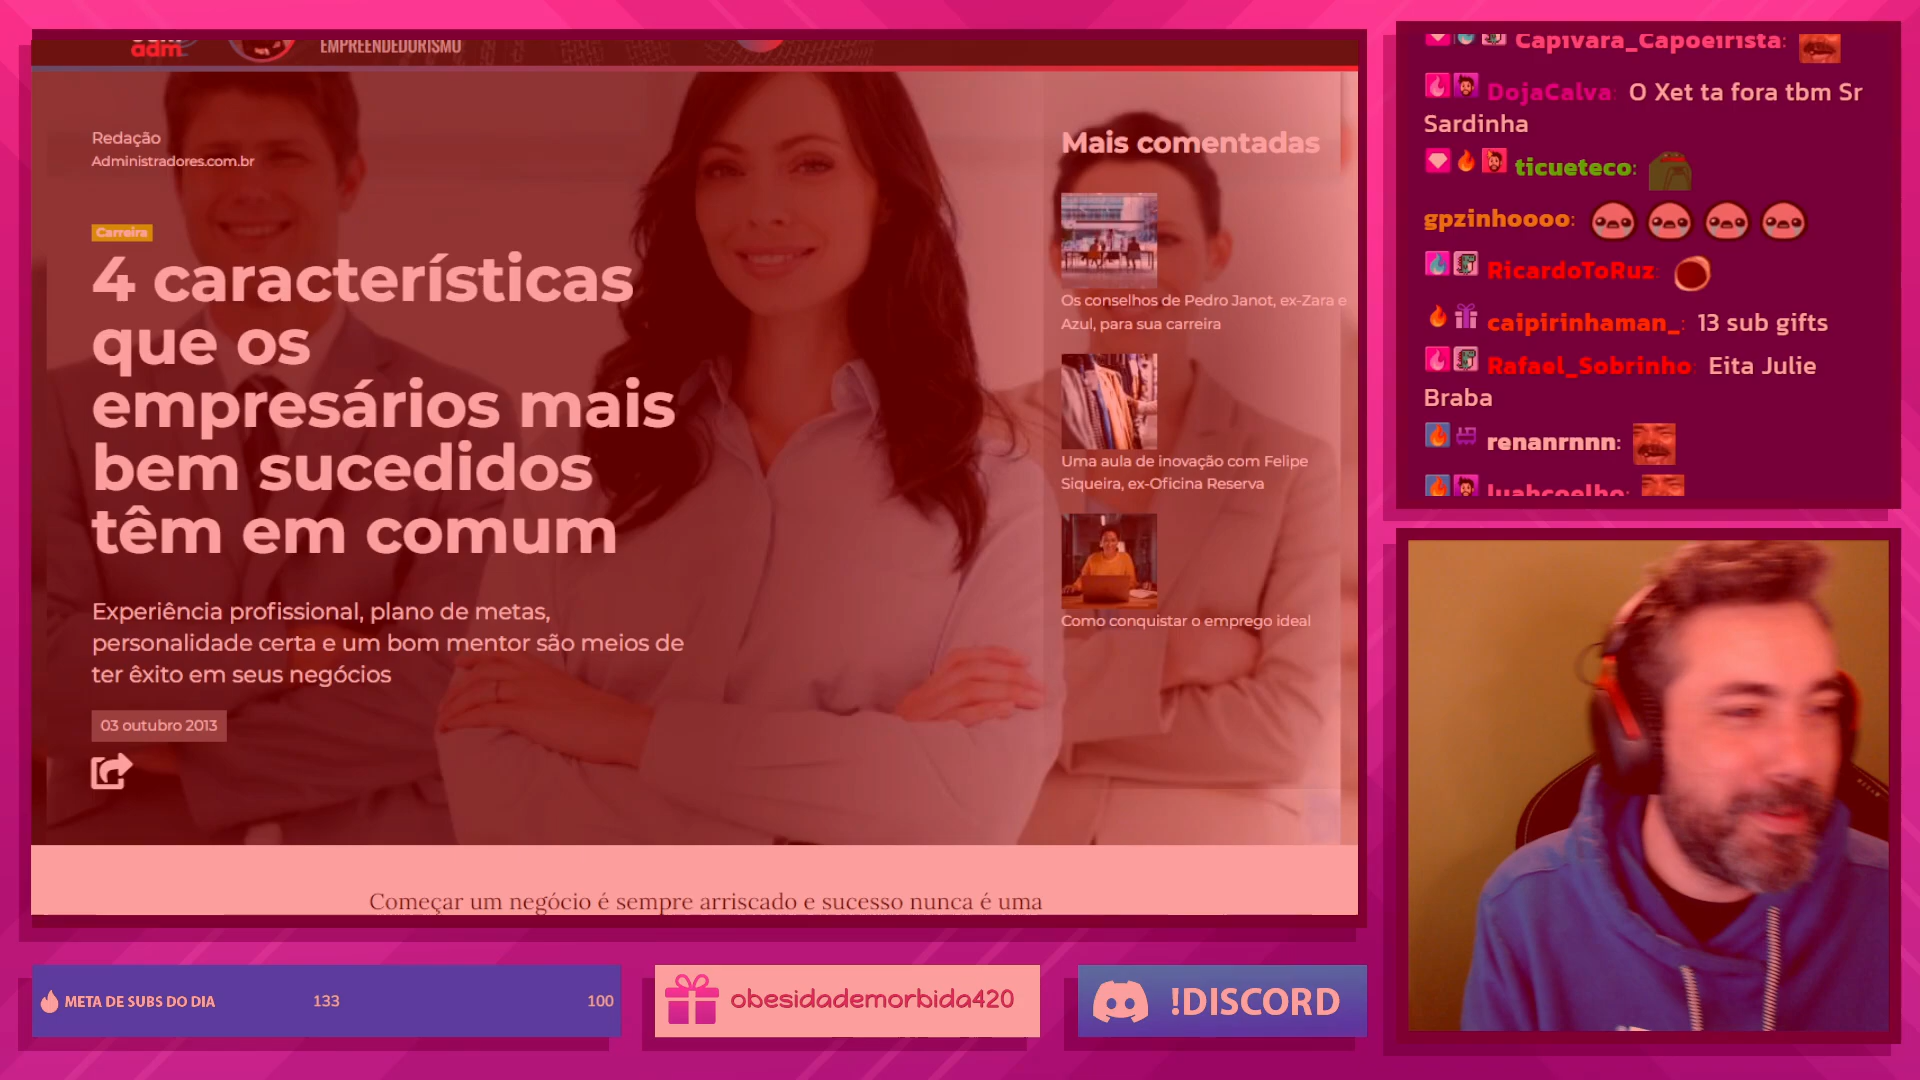 adm
EMPREENDEDORISMO
Redação
Administradores.com.br
Carreira
4 características
que os
empresários mais
bem sucedidos
têm em comum
Experiência profissional, plano de metas,
personalidade certa e um bom mentor são meios de
ter êxito em seus negócios
03 outubro 2013
Mais comentadas
Os conselhos de Pedro Janot, ex-Zara e
Azul, para sua carreira
Uma aula de inovação com Felipe
Siqueira, ex-Oficina Reserva
Como conquistar o emprego ideal
Começar um negócio é sempre arriscado e sucesso nunca é uma
Capivara_Capoeirista:
DojaCalva: O Xet ta fora tbm Sr
Sardinha
ticueteco:
gpzinhoooo:
RicardoToRuz:
caipirinhaman_: 13 sub gifts
Rafael_Sobrinho: Eita Julie
Braba
renanrnnn:
luahcoelho:
META DE SUBS DO DIA 133 100
obesidademorbida420
!DISCORD